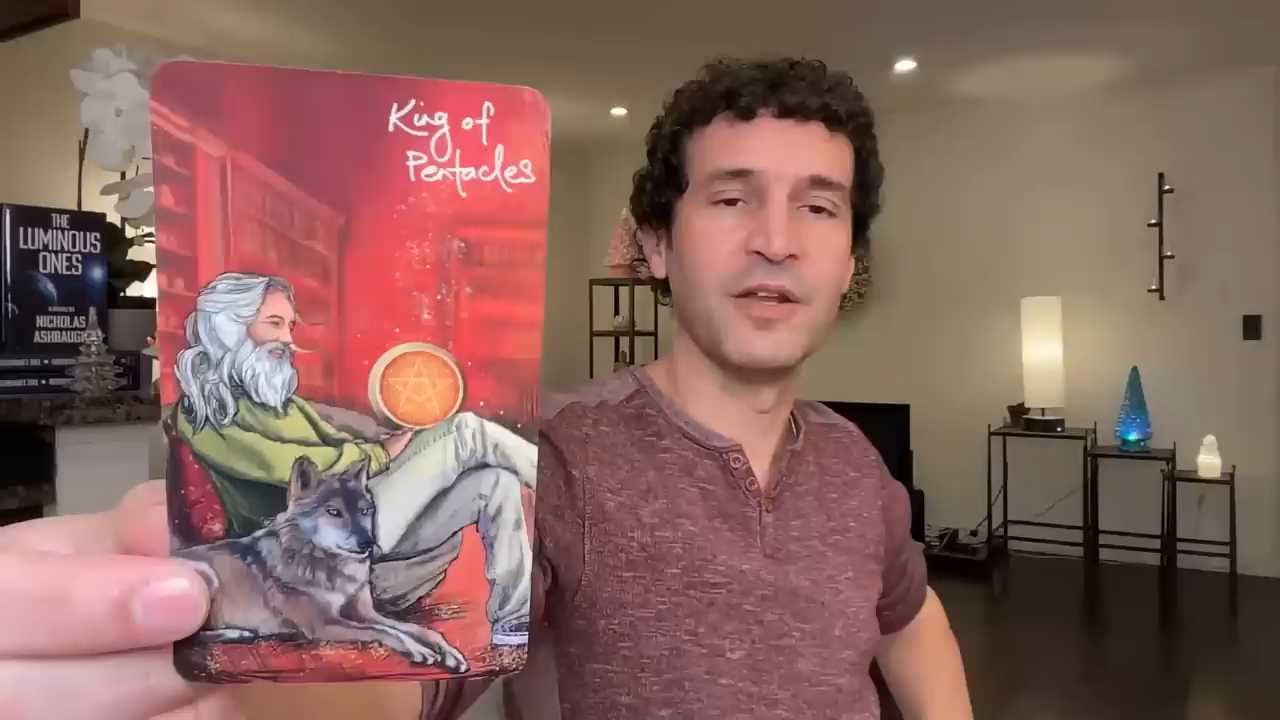 King of
Pentacles
THE
LUMINOUS
ONES
NICHOLAS
ASHBAUGH